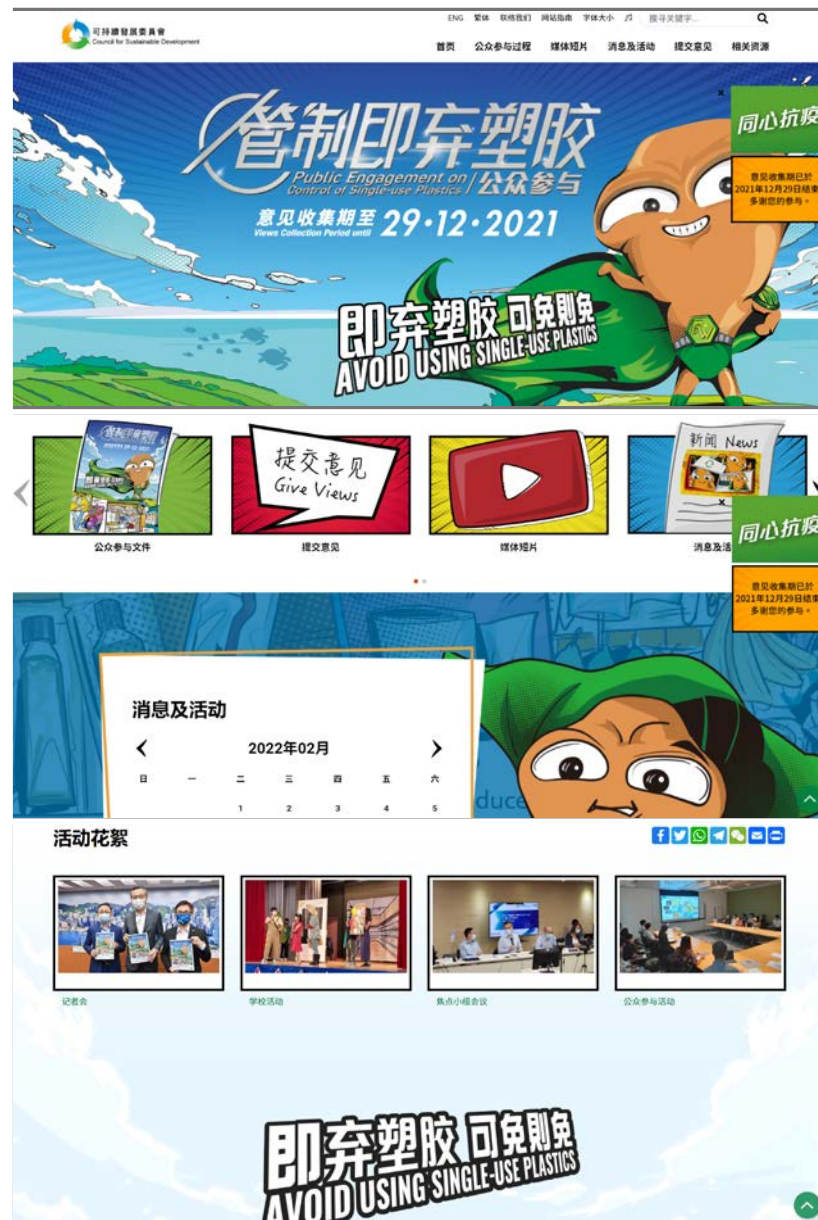 ENG 繁体 联络我们 网站指南 字体大小 搜寻关键字...
可持續發展委員會
Council for Sustainable Development
首页 公众参与过程 媒体短片 消息及活动 提交意见 相关资源
管制即弃塑胶
Public Engagement on
Control of Single-use Plastics
公众参与
意见收集期至
Views Collection Period until
29·12·2021
即弃塑胶 可免則免
AVOID USING SINGLE-USE PLASTICS
同心抗疫
意见收集期已於
2021年12月29日结束
多谢您的参与。
管制即弃塑胶
提交意见
Give Views
新闻 News
公众参与文件
提交意见
媒体短片
消息及活
同心抗疫
意见收集期已於
2021年12月29日结束
多谢您的参与。
消息及活动
2022年02月
日 一 二 三 四 五 六
1 2 3 4 5
duce
活动花絮
记者会
学校活动
焦点小组会议
公众参与活动
即弃塑胶 可免則免
AVOID USING SINGLE-USE PLASTICS